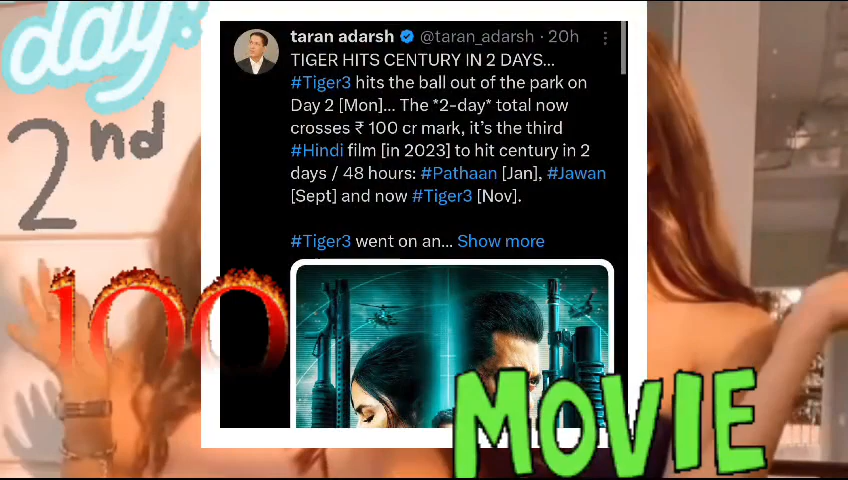 day!
2nd
100
taran adarsh @taran_adarsh · 20h
TIGER HITS CENTURY IN 2 DAYS...
#Tiger3 hits the ball out of the park on
Day 2 [Mon]... The *2-day* total now
crosses ₹ 100 cr mark, it's the third
#Hindi film [in 2023] to hit century in 2
days / 48 hours: #Pathaan [Jan], #Jawan
[Sept] and now #Tiger3 [Nov].
#Tiger3 went on an... Show more
MOVIE